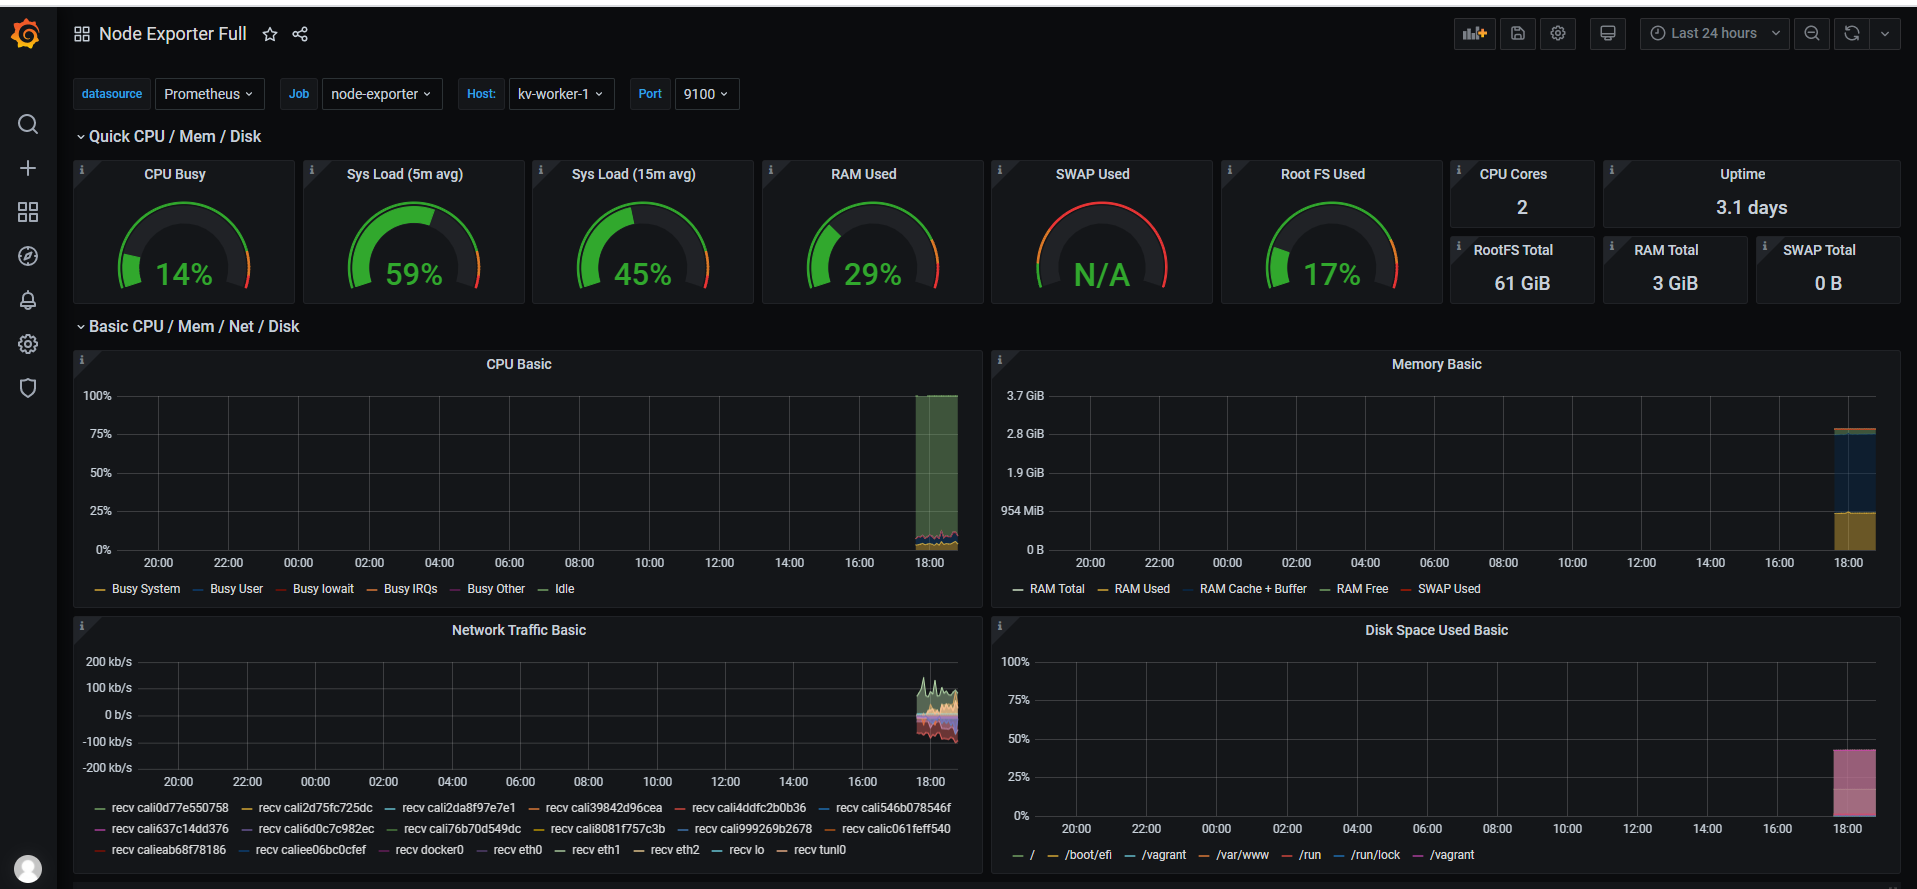 Node Exporter Full
Last 24 hours
datasource Prometheus Job node-exporter Host: kv-worker-1 Port 9100
Quick CPU / Mem / Disk
CPU Busy
14%
Sys Load (5m avg)
59%
Sys Load (15m avg)
45%
RAM Used
29%
SWAP Used
N/A
Root FS Used
17%
CPU Cores
2
Uptime
3.1 days
RootFS Total
61 GiB
RAM Total
3 GiB
SWAP Total
0 B
Basic CPU / Mem / Net / Disk
CPU Basic
100%
75%
50%
25%
0%
20:00 22:00 00:00 02:00 04:00 06:00 08:00 10:00 12:00 14:00 16:00 18:00
Busy System Busy User Busy Iowait Busy IRQs Busy Other Idle
Memory Basic
3.7 GiB
2.8 GiB
1.9 GiB
954 MiB
0 B
20:00 22:00 00:00 02:00 04:00 06:00 08:00 10:00 12:00 14:00 16:00 18:00
RAM Total RAM Used RAM Cache + Buffer RAM Free SWAP Used
Network Traffic Basic
200 kb/s
100 kb/s
0 b/s
-100 kb/s
-200 kb/s
20:00 22:00 00:00 02:00 04:00 06:00 08:00 10:00 12:00 14:00 16:00 18:00
recv cali0d77e550758 recv cali2d75fc725dc recv cali2da8f97e7e1 recv cali39842d96cea recv cali4ddfc2b0b36 recv cali546b078546f
recv cali637c14dd376 recv cali6d0c7c982ec recv cali76b70d549dc recv cali8081f757c3b recv cali999269b2678 recv calic061feff540
recv calieab68f78186 recv caliee06bc0cfef recv docker0 recv eth0 recv eth1 recv eth2 recv lo recv tunl0
Disk Space Used Basic
100%
75%
50%
25%
0%
20:00 22:00 00:00 02:00 04:00 06:00 08:00 10:00 12:00 14:00 16:00 18:00
/ /boot/efi /vagrant /var/www /run /run/lock /vagrant